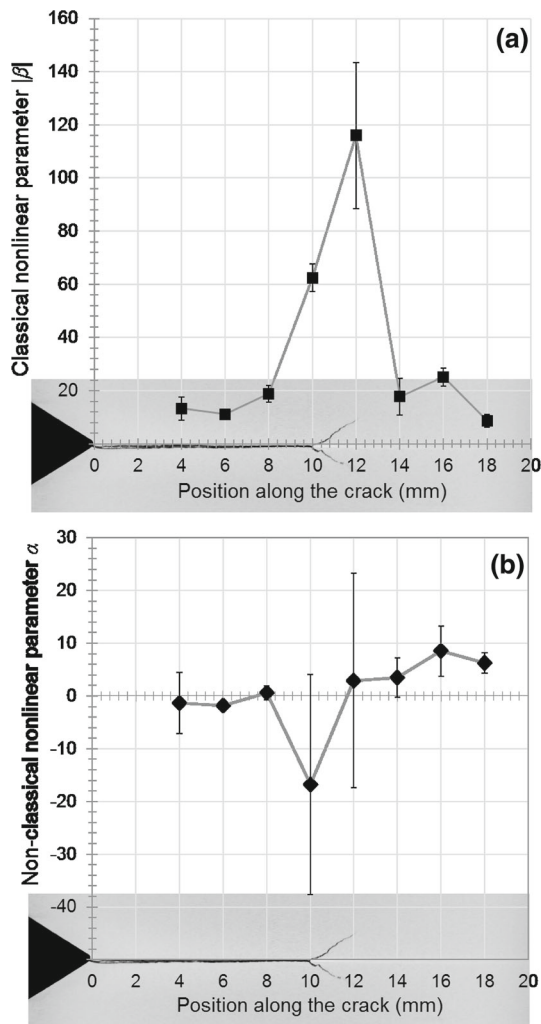 (a)
Classical nonlinear parameter |β|
160
140
120
100
80
60
40
20
0 2 4 6 8 10 12 14 16 18 20
Position along the crack (mm)
(b)
Non-classical nonlinear parameter α
30
20
10
0
-10
-20
-30
-40
0 2 4 6 8 10 12 14 16 18 20
Position along the crack (mm)